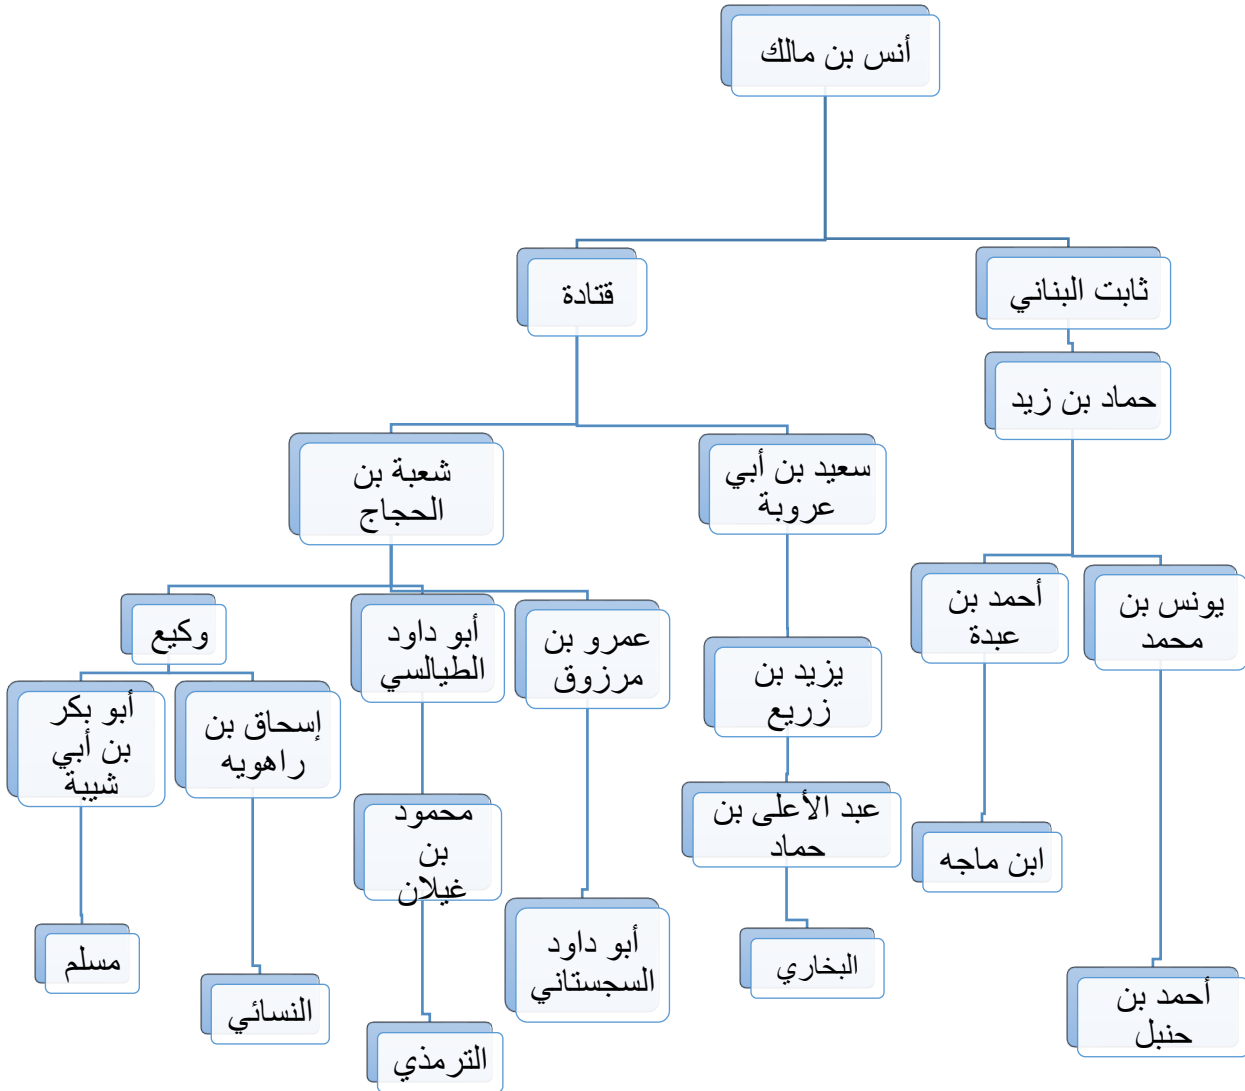 أنس بن مالك
ثابت البناني
قتادة
حماد بن زيد
سعيد بن أبي
عروبة
شعبة بن
الحجاج
يونس بن
محمد
أحمد بن
عبدة
عمرو بن
مرزوق
أبو داود
الطيالسي
وكيع
يزيد بن
زريع
إسحاق بن
راهويه
أبو بكر
بن أبي
شيبة
عبد الأعلى بن
حماد
محمود
بن
غيلان
ابن ماجه
أحمد بن
حنبل
البخاري
أبو داود
السجستاني
الترمذي
النسائي
مسلم